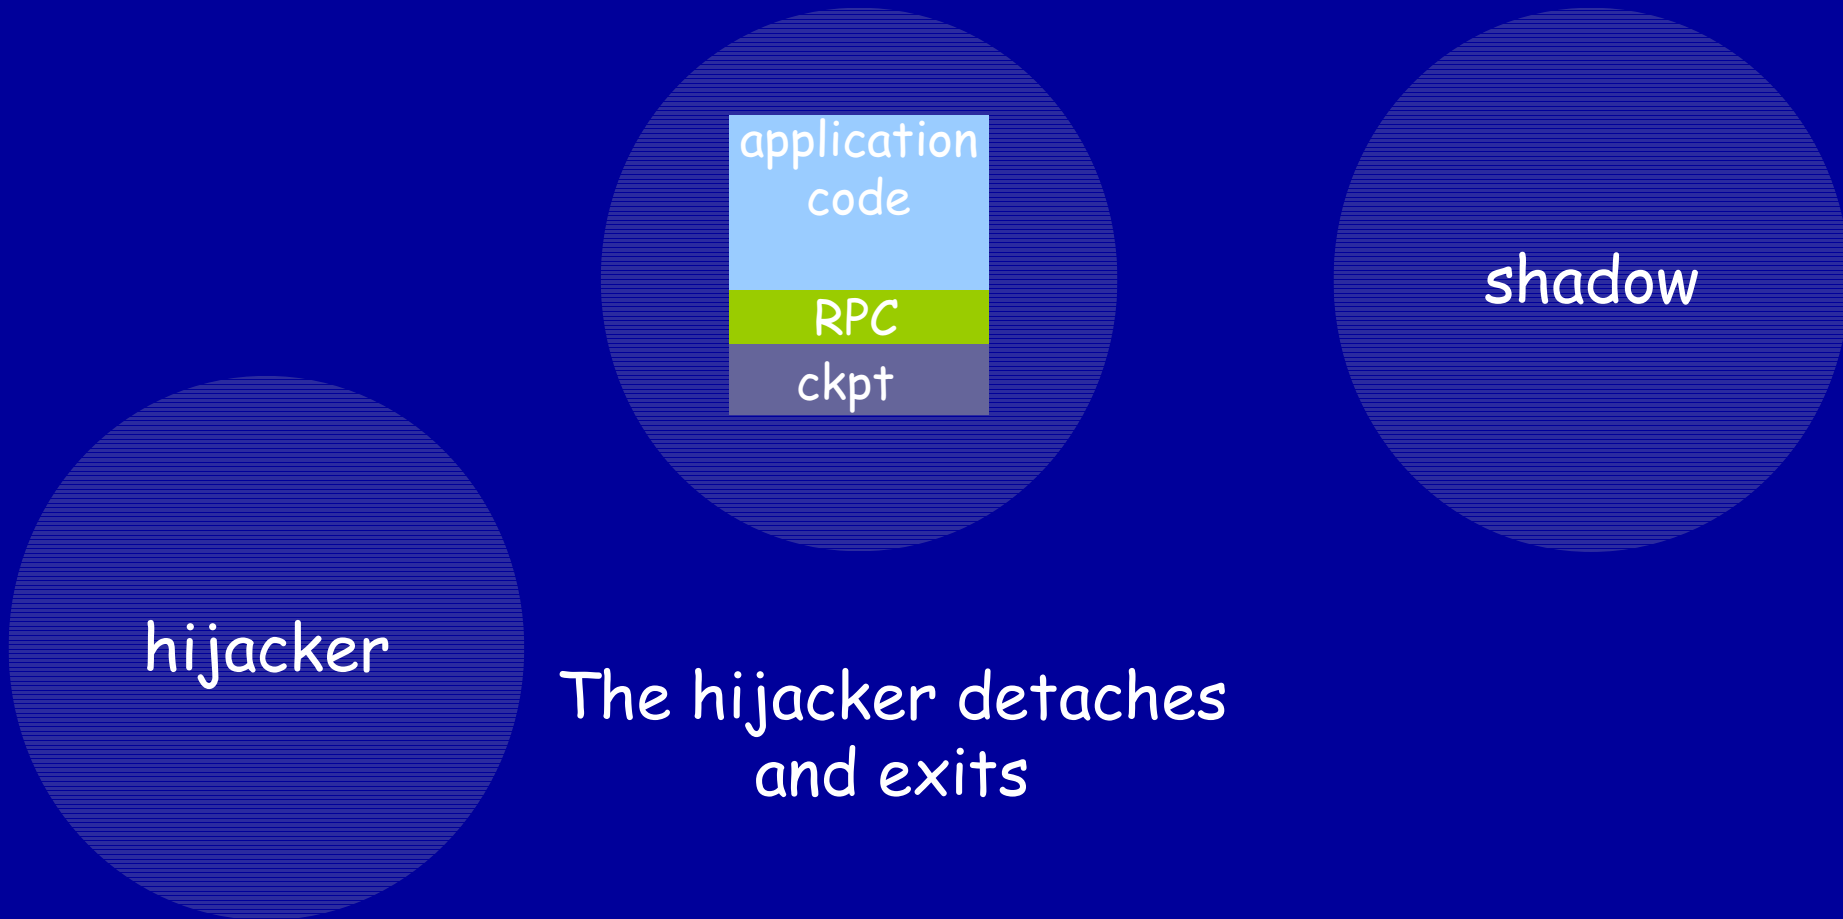 application
code
RPC
ckpt
shadow
hijacker
The hijacker detaches
and exits